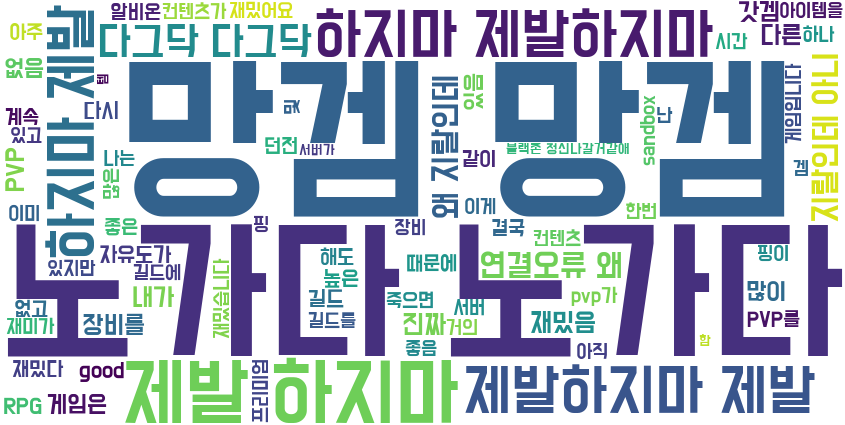 알비온 컨텐츠가 재밌어요 갓겜 아이템을
아주 다그닥 다그닥 하지마 제발하지마 시간 다른 하나
없음
하지마 제발
망겜 망겜
템
계속 다시 및
있고
PVP 나는 많은
던전 서버가
왜 지랄인데
있음
같이
블랙존 정신나갈거같애
sandbox
난
게임입니다
겜
지랄인데 아니
이미 좋은 핑 장비 이게 결국 한번
노가다 노가다
있지만 자유도가
길드에
내가
재밌습니다
해도
높은
때문에
컨텐츠
연결오류 왜
핑이
많이
없고
재미가 장비를
길드
길드를
죽으면
진짜 거의
서버
좋음
재밌음
pvp가
PVP를
아직
함
재밌다 good
프리미엄
제발 하지마
제발하지마 제발
RPG 게임은